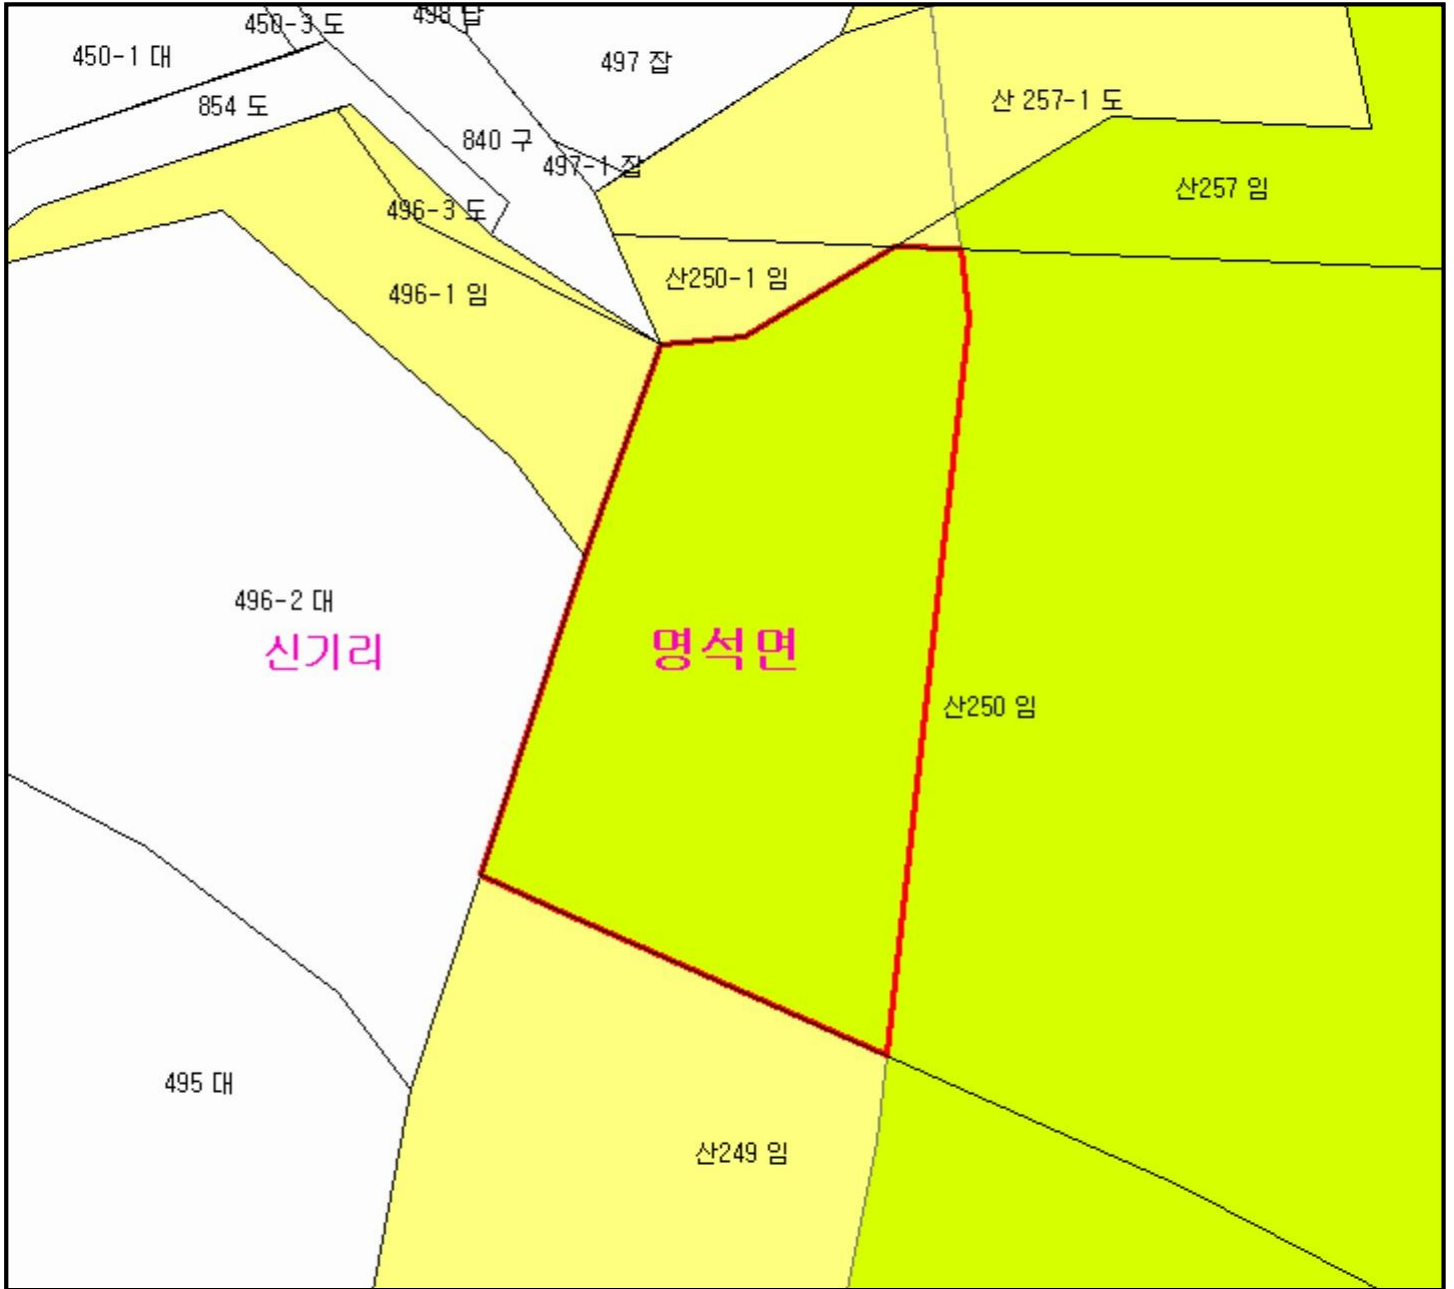 450-3 도
498 답
450-1 대
497 잡
854 도
산 257-1 도
840 구
497-1 잡
산257 임
496-3 도
산250-1 임
496-1 임
496-2 대
신기리
명석면
산250 임
495 대
산249 임